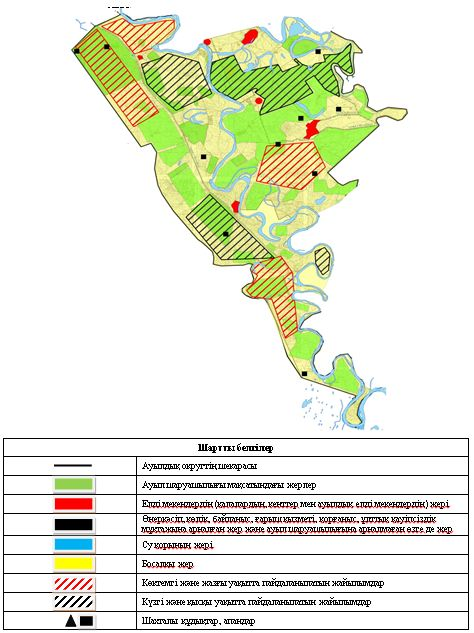 Шартты белгілер
Ауылдық округтің шекарасы
Ауыл шаруашылығы мақсатындағы жерлер
Елді мекендердің (қалалардың, кенттер мен ауылдық елді мекендердің) жері
Өнеркәсіп, көлік, байланыс, ғарыш қызметі, қорғаныс, ұлттық қауіпсіздік
мұқтажына арналған жер және ауыл шаруашылығына арналмаған өзге де жер
Су қорының жері
Босалқы жер
Көктемгі және жазғы уақытта пайдаланылатын жайылымдар
Күзгі және қысқы уақытта пайдаланылатын жайылымдар
Шахталы құдықтар, апандар